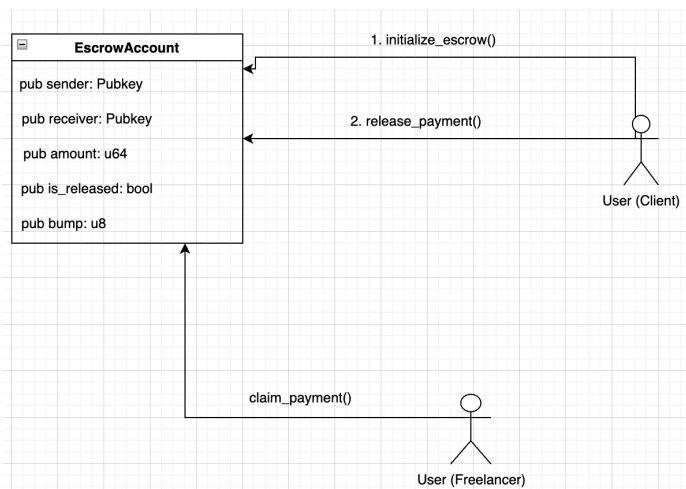 EscrowAccount
pub sender: Pubkey
pub receiver: Pubkey
pub amount: u64
pub is_released: bool
pub bump: u8
1. initialize_escrow()
2. release_payment()
User (Client)
claim_payment()
User (Freelancer)